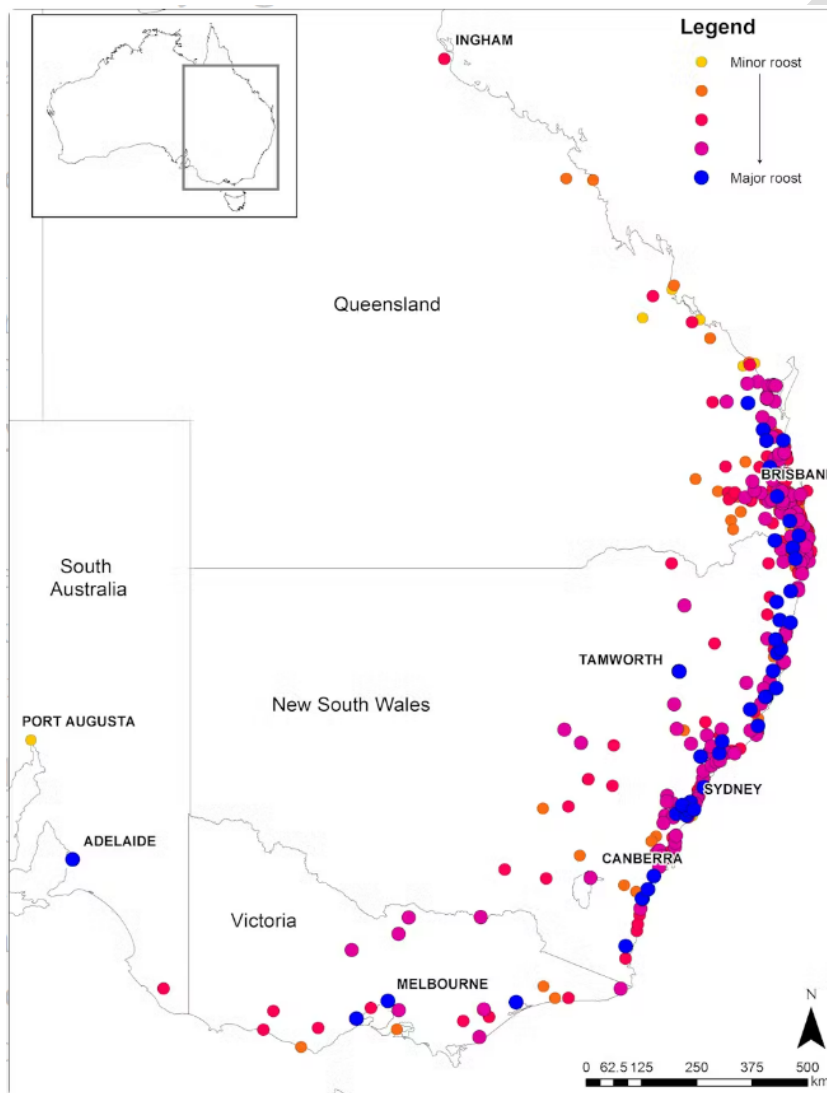 INGHAM
Legend
Minor roost
Major roost
Queensland
BRISBANE
South
Australia
TAMWORTH
New South Wales
PORT AUGUSTA
SYDNEY
ADELAIDE
CANBERRA
Victoria
MELBOURNE
N
0 62.5 125 250 375 500
km